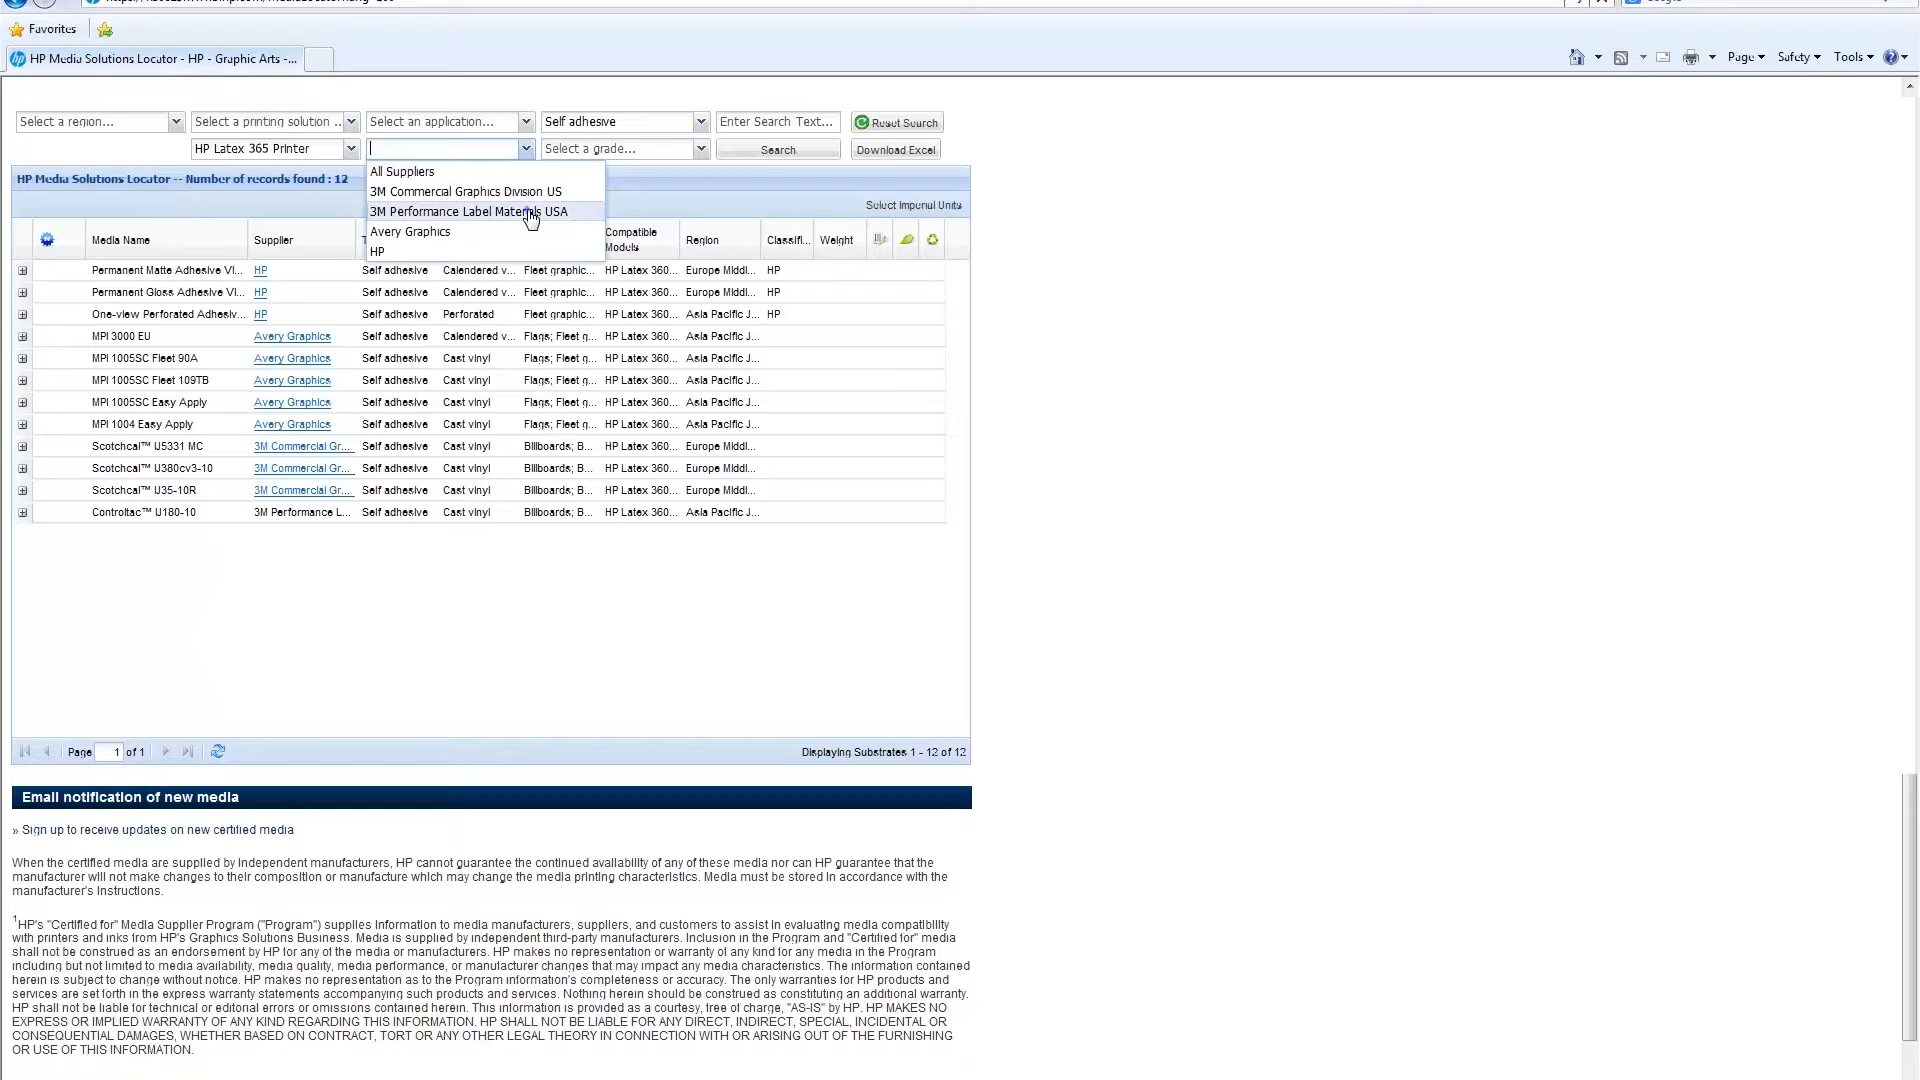 Favorites
HP Media Solutions Locator - HP - Graphic Arts -...
Page Safety Tools
Select a region... Select a printing solution .. Select an application... Self adhesive Enter Search Text... Reset Search
HP Latex 365 Printer Select a grade... Search Download Excel
All Suppliers
3M Commercial Graphics Division US
3M Performance Label Materials USA
Avery Graphics
HP
HP Media Solutions Locator -- Number of records found : 12
Select Imperial Units
Media Name Supplier Compatible Models Region Classifi... Weight
Permanent Matte Adhesive Vi... HP Self adhesive Calendered v... Fleet graphic... HP Latex 360... Europe Middl... HP
Permanent Gloss Adhesive Vi... HP Self adhesive Calendered v... Fleet graphic... HP Latex 360... Europe Middl... HP
One-view Perforated Adhesiv... HP Self adhesive Perforated Fleet graphic... HP Latex 360... Asia Pacific J... HP
MPI 3000 EU Avery Graphics Self adhesive Calendered v... Flags; Fleet g... HP Latex 360... Asia Pacific J...
MPI 1005SC Fleet 90A Avery Graphics Self adhesive Cast vinyl Flags; Fleet g... HP Latex 360... Asia Pacific J...
MPI 1005SC Fleet 109TB Avery Graphics Self adhesive Cast vinyl Flags; Fleet g... HP Latex 360... Asia Pacific J...
MPI 1005SC Easy Apply Avery Graphics Self adhesive Cast vinyl Flags; Fleet g... HP Latex 360... Asia Pacific J...
MPI 1004 Easy Apply Avery Graphics Self adhesive Cast vinyl Flags; Fleet g... HP Latex 360... Asia Pacific J...
Scotchcal™ IJ5331 MC 3M Commercial Gr... Self adhesive Cast vinyl Billboards; B... HP Latex 360... Europe Middl...
Scotchcal™ IJ380cv3-10 3M Commercial Gr... Self adhesive Cast vinyl Billboards; B... HP Latex 360... Europe Middl...
Scotchcal™ IJ35-10R 3M Commercial Gr... Self adhesive Cast vinyl Billboards; B... HP Latex 360... Europe Middl...
Controltac™ IJ180-10 3M Performance L... Self adhesive Cast vinyl Billboards; B... HP Latex 360... Asia Pacific J...
Page 1 of 1 Displaying Substrates 1 - 12 of 12
Email notification of new media
» Sign up to receive updates on new certified media
When the certified media are supplied by independent manufacturers, HP cannot guarantee the continued availability of any of these media nor can HP guarantee that the
manufacturer will not make changes to their composition or manufacture which may change the media printing characteristics. Media must be stored in accordance with the
manufacturer's instructions.
1HP's "Certified for" Media Supplier Program ("Program") supplies information to media manufacturers, suppliers, and customers to assist in evaluating media compatibility
with printers and inks from HP's Graphics Solutions Business. Media is supplied by independent third-party manufacturers. Inclusion in the Program and "Certified for" media
shall not be construed as an endorsement by HP for any of the media or manufacturers. HP makes no representation or warranty of any kind for any media in the Program
including but not limited to media availability, media quality, media performance, or manufacturer changes that may impact any media characteristics. The information contained
herein is subject to change without notice. HP makes no representation as to the Program information's completeness or accuracy. The only warranties for HP products and
services are set forth in the express warranty statements accompanying such products and services. Nothing herein should be construed as constituting an additional warranty.
HP shall not be liable for technical or editorial errors or omissions contained herein. This information is provided as a courtesy, free of charge, "AS-IS" by HP. HP MAKES NO
EXPRESS OR IMPLIED WARRANTY OF ANY KIND REGARDING THIS INFORMATION. HP SHALL NOT BE LIABLE FOR ANY DIRECT, INDIRECT, SPECIAL, INCIDENTAL OR
CONSEQUENTIAL DAMAGES, WHETHER BASED ON CONTRACT, TORT OR ANY OTHER LEGAL THEORY IN CONNECTION WITH OR ARISING OUT OF THE FURNISHING
OR USE OF THIS INFORMATION.